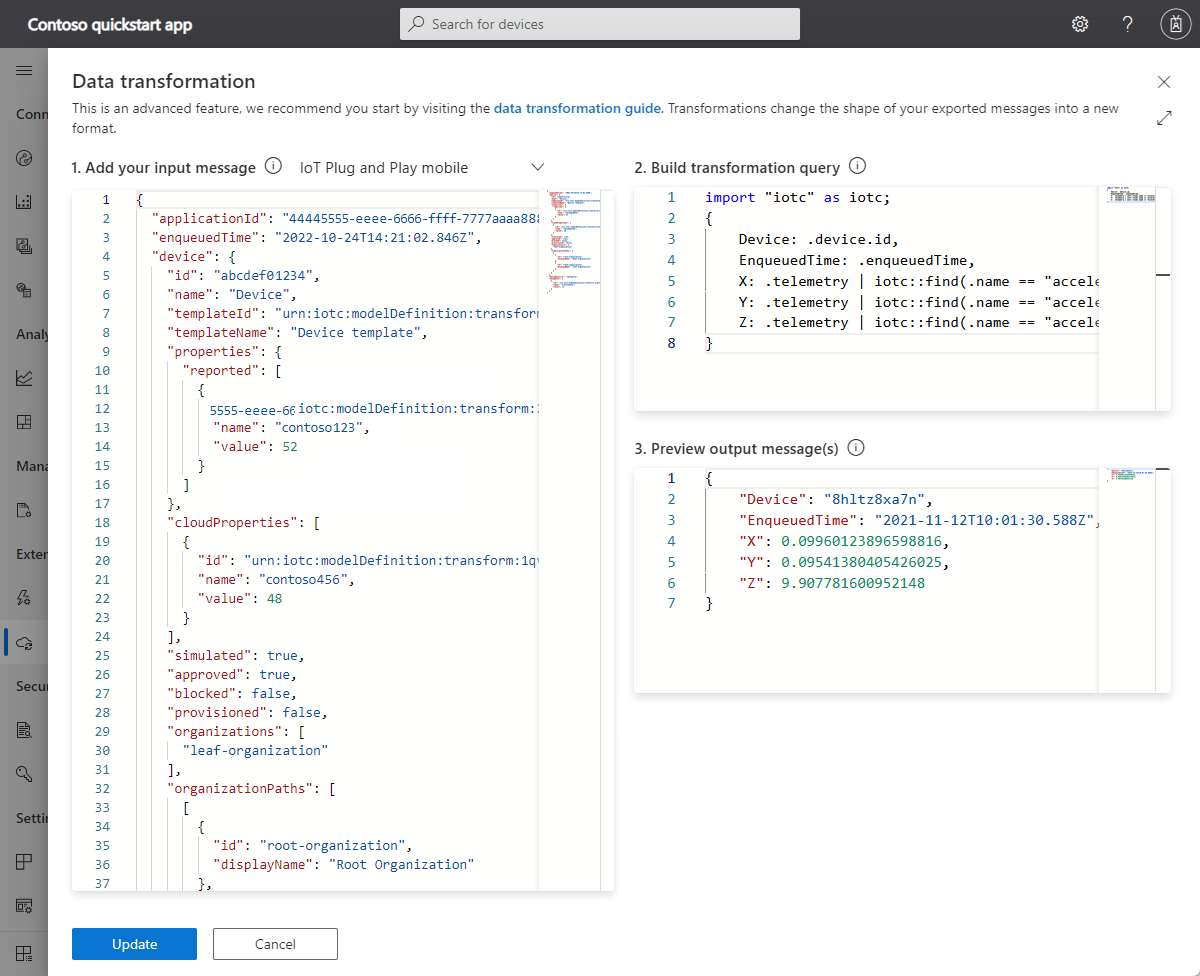 Contoso quickstart app
Search for devices
Data transformation
This is an advanced feature, we recommend you start by visiting the data transformation guide. Transformations change the shape of your exported messages into a new
format.
Conn
Analy
Mana
Exter
Secur
Settin
1. Add your input message
IoT Plug and Play mobile
1 {
2 "applicationId": "44445555-eeee-6666-ffff-7777aaaa888
3 "enqueuedTime": "2022-10-24T14:21:02.846Z",
4 "device": {
5 "id": "abcdef01234",
6 "name": "Device",
7 "templateId": "urn:iotc:modelDefinition:transform
8 "templateName": "Device template",
9 "properties": {
10 "reported": [
11 {
12 5555-eeee-66 iotc:modelDefinition:transform:
13 "name": "contoso123",
14 "value": 52
15 }
16 ]
17 },
18 "cloudProperties": [
19 {
20 "id": "urn:iotc:modelDefinition:transform:1q
21 "name": "contoso456",
22 "value": 48
23 }
24 ],
25 "simulated": true,
26 "approved": true,
27 "blocked": false,
28 "provisioned": false,
29 "organizations": [
30 "leaf-organization"
31 ],
32 "organizationPaths": [
33 [
34 {
35 "id": "root-organization",
36 "displayName": "Root Organization"
37 },
2. Build transformation query
1 import "iotc" as iotc;
2 {
3 Device: .device.id,
4 EnqueuedTime: .enqueuedTime,
5 X: .telemetry | iotc::find(.name == "accele
6 Y: .telemetry | iotc::find(.name == "accele
7 Z: .telemetry | iotc::find(.name == "accele
8 }
3. Preview output message(s)
1 {
2 "Device": "8hltz8xa7n",
3 "EnqueuedTime": "2021-11-12T10:01:30.588Z",
4 "X": 0.09960123896598816,
5 "Y": 0.09541380405426025,
6 "Z": 9.907781600952148
7 }
Update
Cancel